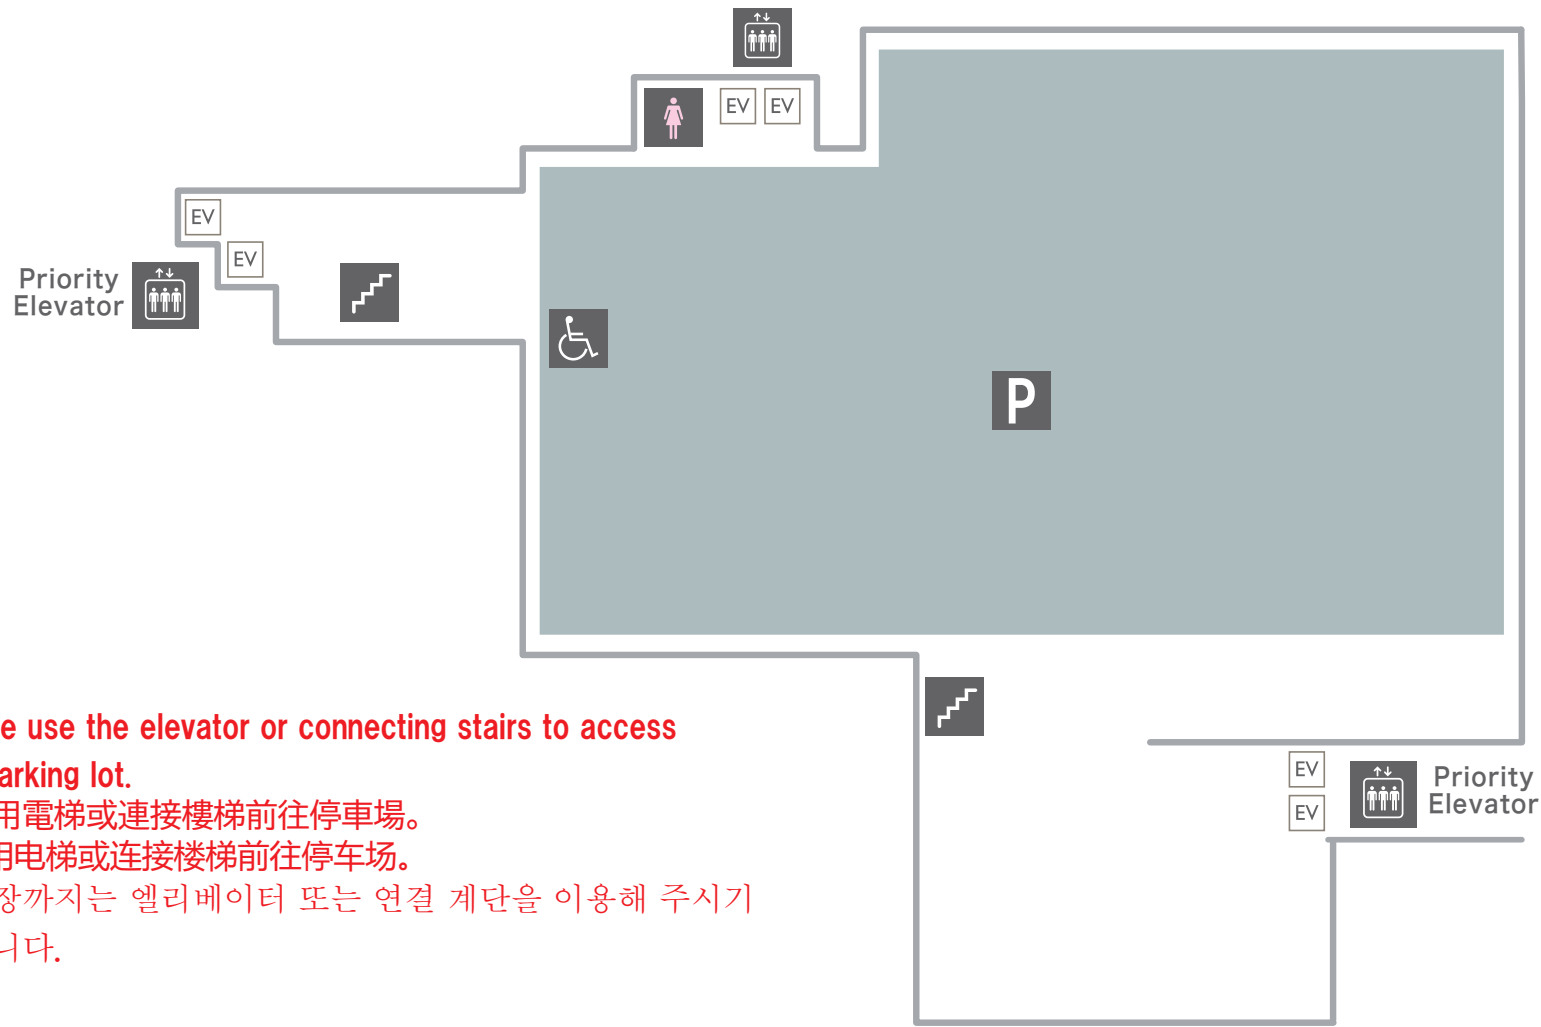 EV EV
EV
EV
Priority
Elevator
P
e use the elevator or connecting stairs to access
arking lot.
用電梯或連接樓梯前往停車場。
用电梯或连接楼梯前往停车场。
장까지는 엘리베이터 또는 연결 계단을 이용해 주시기
니다.
EV
EV
Priority
Elevator